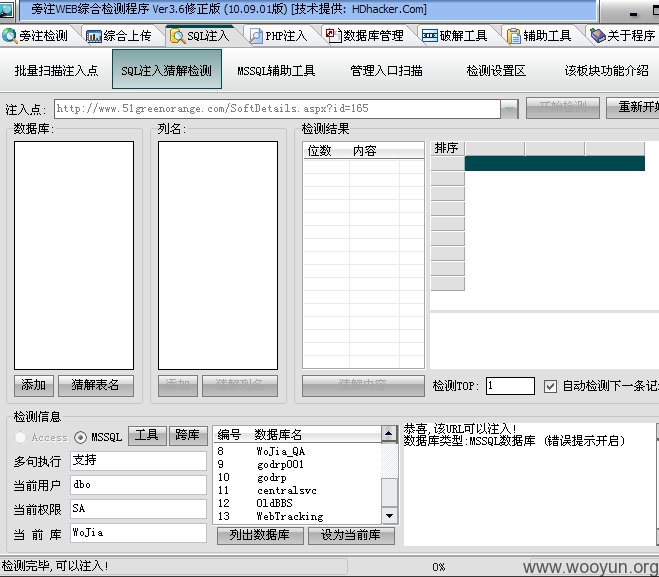 旁注WEB综合检测程序 Ver3.6修正版 (10.09.01版) [技术提供: HDhacker.Com]
旁注检测 综合上传 SQL注入 PHP注入 数据库管理 破解工具 辅助工具 关于程序
批量扫描注入点 SQL注入猜解检测 MSSQL辅助工具 管理入口扫描 检测设置区 该板块功能介绍
注入点: http://www.51greenorange.com/SoftDetails.aspx?id=165 开始检测 重新开始
数据库: 列名: 检测结果
位数 内容 排序
添加 猜解表名 添加 猜解列名 猜解内容 检测TOP: 1 自动检测下一条记
检测信息
Access MSSQL 工具 跨库
多句执行 支持
当前用户 dbo
当前权限 SA
当 前 库 WoJia
编号 数据库名
8 WoJia_QA
9 godrp001
10 godrp
11 centralsvc
12 OldBBS
13 WebTracking
列出数据库 设为当前库
恭喜,该URL可以注入!
数据库类型:MSSQL数据库 (错误提示开启)
检测完毕,可以注入! 0%
www.wooyun.org